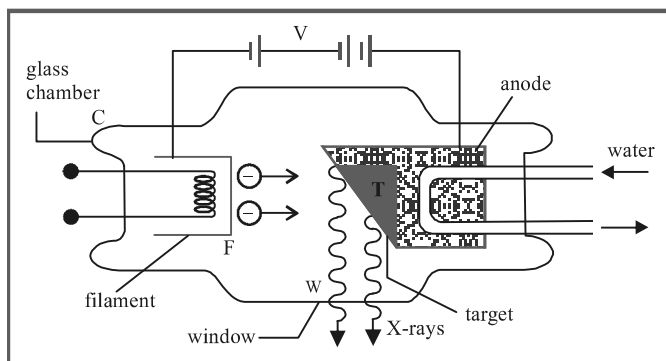 V
glass
chamber
anode
C
water
T
−
−
F
filament
W
target
window
X-rays